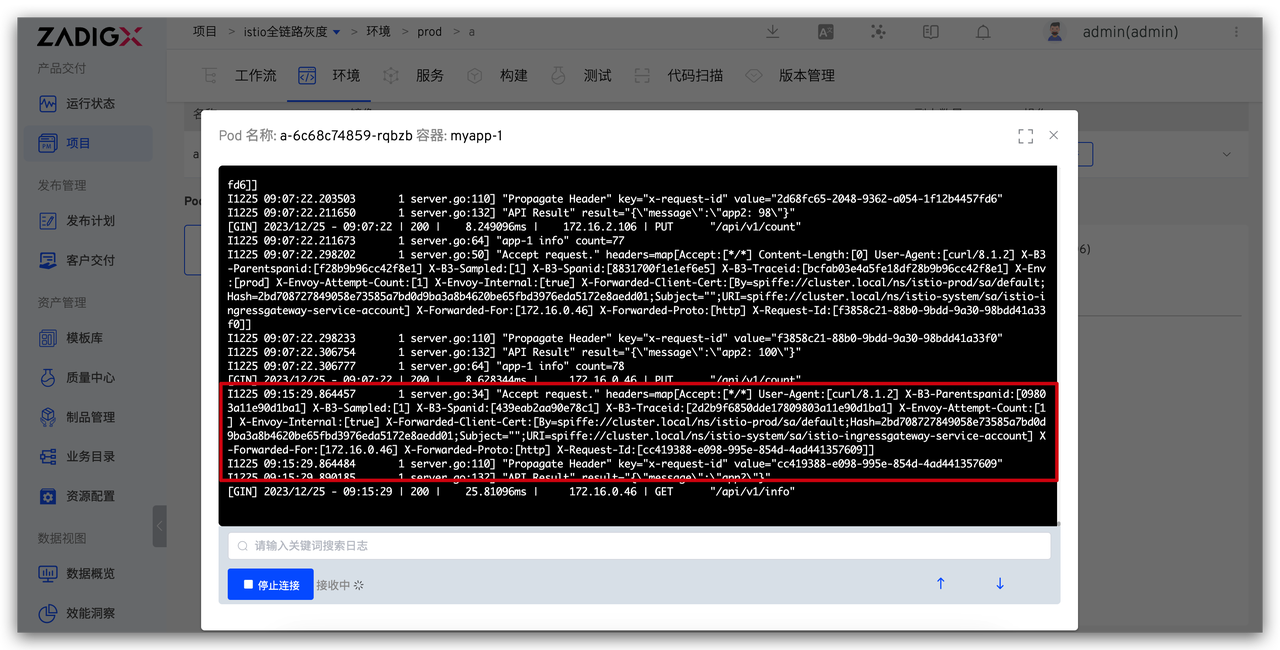 ZADIGX
项目 > istio全链路灰度 > 环境 > prod > a
admin(admin)
产品交付
工作流 环境 服务 构建 测试 代码扫描 版本管理
运行状态
项目
发布管理
发布计划
客户交付
资产管理
模板库
质量中心
制品管理
业务目录
资源配置
数据视图
数据概览
效能洞察
a
Pod 名称: a-6c68c74859-rqbzb 容器: myapp-1
fd6]]
I1225 09:07:22.203503 1 server.go:110] "Propagate Header" key="x-request-id" value="2d68fc65-2048-9362-a054-1f12b4457fd6"
I1225 09:07:22.211650 1 server.go:132] "API Result" result="{\"message\":\"app2: 98\"}"
[GIN] 2023/12/25 - 09:07:22 | 200 | 8.249096ms | 172.16.2.106 | PUT "/api/v1/count"
I1225 09:07:22.211673 1 server.go:64] "app-1 info" count=77
I1225 09:07:22.298202 1 server.go:50] "Accept request." headers=map[Accept:[*/*] Content-Length:[0] User-Agent:[curl/8.1.2] X-B3
-Parentspanid:[f28b9b96cc42f8e1] X-B3-Sampled:[1] X-B3-Spanid:[8831700f1e1ef6e5] X-B3-Traceid:[bcfab03e4a5fe18df28b9b96cc42f8e1] X-Env
:[prod] X-Envoy-Attempt-Count:[1] X-Envoy-Internal:[true] X-Forwarded-Client-Cert:[By=spiffe://cluster.local/ns/istio-prod/sa/default;
Hash=2bd708727849058e73585a7bd0d9ba3a8b4620be65fbd3976eda5172e8aedd01;Subject="";URI=spiffe://cluster.local/ns/istio-system/sa/istio-i
ngressgateway-service-account] X-Forwarded-For:[172.16.0.46] X-Forwarded-Proto:[http] X-Request-Id:[f3858c21-88b0-9bdd-9a30-98bdd41a33
f0]]
I1225 09:07:22.298233 1 server.go:110] "Propagate Header" key="x-request-id" value="f3858c21-88b0-9bdd-9a30-98bdd41a33f0"
I1225 09:07:22.306754 1 server.go:132] "API Result" result="{\"message\":\"app2: 100\"}"
I1225 09:07:22.306777 1 server.go:64] "app-1 info" count=78
[GIN] 2023/12/25 - 09:07:22 | 200 | 8.628344ms | 172.16.0.46 | PUT "/api/v1/count"
I1225 09:15:29.864457 1 server.go:34] "Accept request." headers=map[Accept:[*/*] User-Agent:[curl/8.1.2] X-B3-Parentspanid:[0980
3a11e90d1ba1] X-B3-Sampled:[1] X-B3-Spanid:[439eab2aa90e78c1] X-B3-Traceid:[2d2b9f6850dde17809803a11e90d1ba1] X-Envoy-Attempt-Count:[1
] X-Envoy-Internal:[true] X-Forwarded-Client-Cert:[By=spiffe://cluster.local/ns/istio-prod/sa/default;Hash=2bd708727849058e73585a7bd0d
9ba3a8b4620be65fbd3976eda5172e8aedd01;Subject="";URI=spiffe://cluster.local/ns/istio-system/sa/istio-ingressgateway-service-account] X
-Forwarded-For:[172.16.0.46] X-Forwarded-Proto:[http] X-Request-Id:[cc419388-e098-995e-854d-4ad441357609]]
I1225 09:15:29.864484 1 server.go:110] "Propagate Header" key="x-request-id" value="cc419388-e098-995e-854d-4ad441357609"
I1225 09:15:29.890185 1 server.go:132] "API Result" result="{\"message\":\"app2\"}"
[GIN] 2023/12/25 - 09:15:29 | 200 | 25.81096ms | 172.16.0.46 | GET "/api/v1/info"
请输入关键词搜索日志
停止连接 接收中